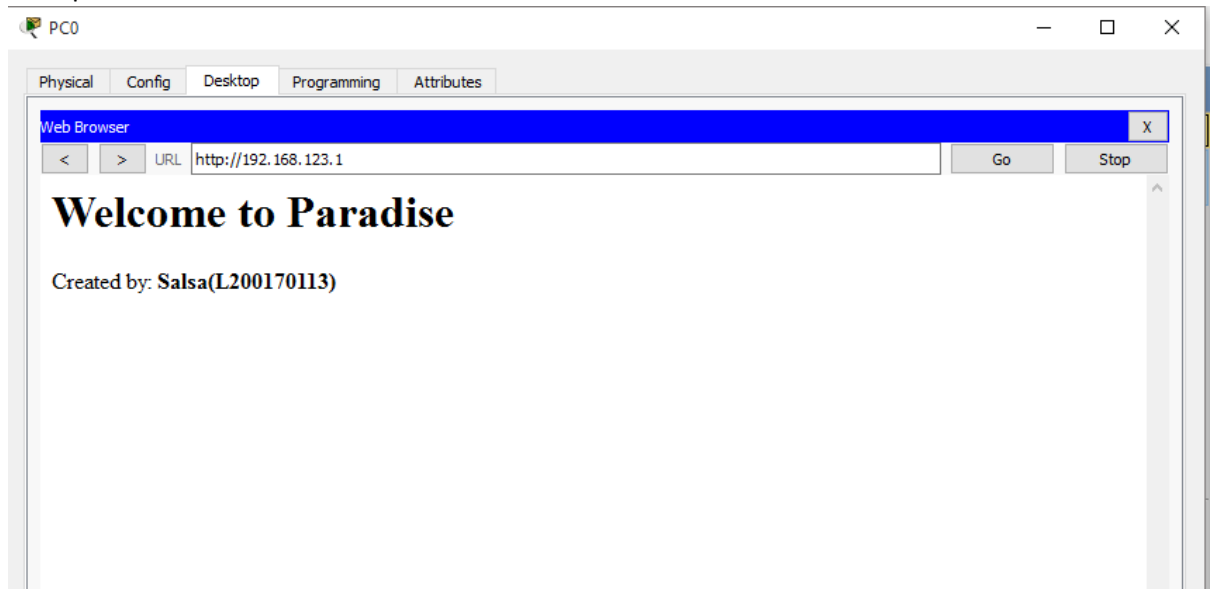 PC0
Physical Config Desktop Programming Attributes
Web Browser X
< > URL http://192.168.123.1 Go Stop
Welcome to Paradise
Created by: Salsa(L200170113)